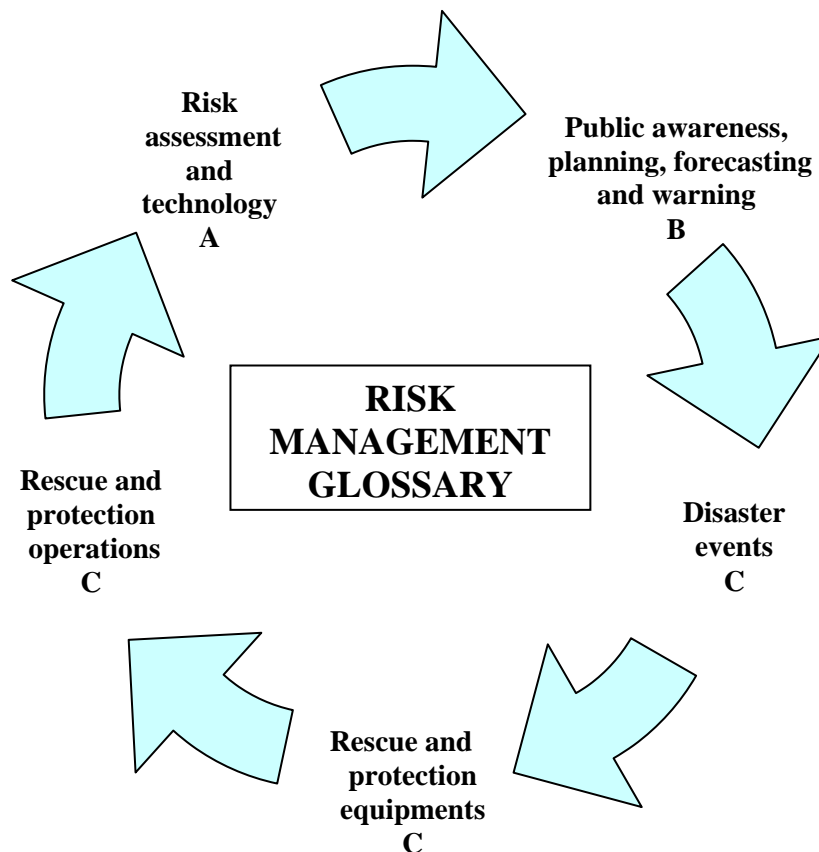 Risk
assessment
and
technology
A
Public awareness,
planning, forecasting
and warning
B
RISK
MANAGEMENT
GLOSSARY
Disaster
events
C
Rescue and
protection
equipments
C
Rescue and
protection
operations
C